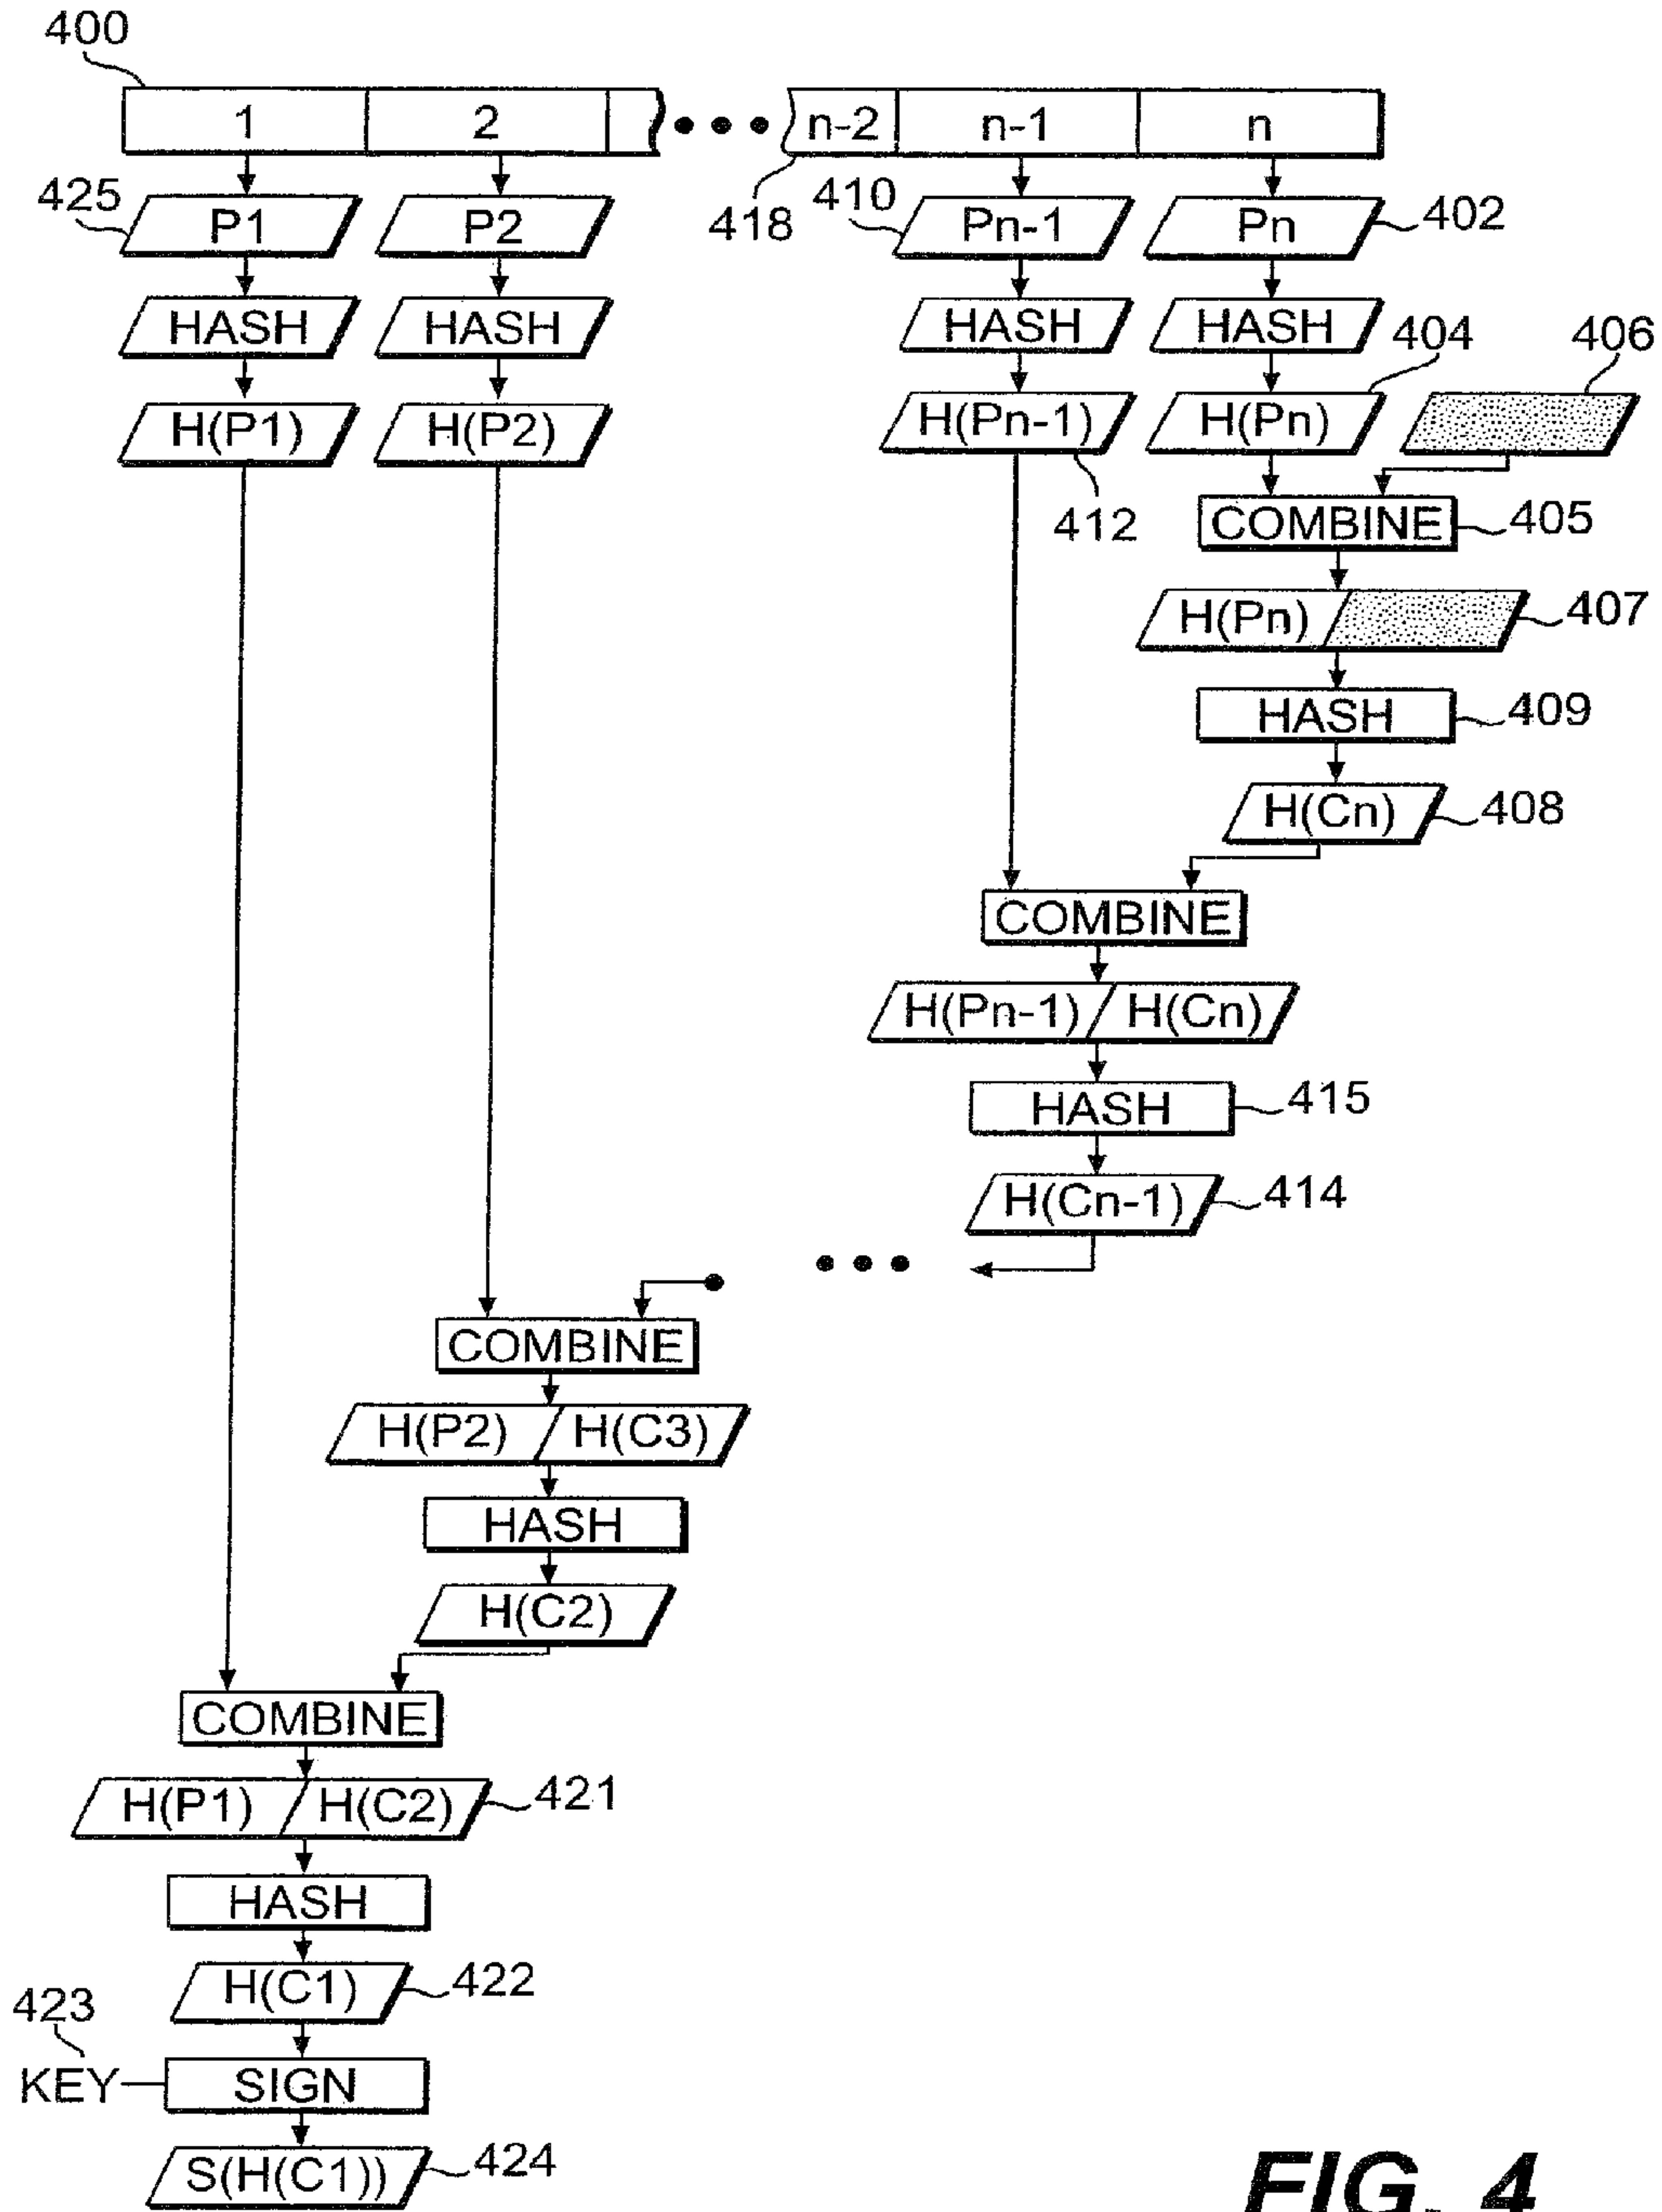 400
1 2 n-2 n-1 n
425 P1 P2 418 410 Pn-1 Pn 402
HASH HASH HASH HASH 404 406
H(P1) H(P2) H(Pn-1) H(Pn)
412 COMBINE 405
H(Pn) 407
HASH 409
H(Cn) 408
COMBINE
H(Pn-1) H(Cn)
HASH 415
H(Cn-1) 414
COMBINE
H(P2) H(C3)
HASH
H(C2)
COMBINE
H(P1) H(C2) 421
HASH
H(C1) 422
423
KEY SIGN
S(H(C1)) 424
FIG. 4